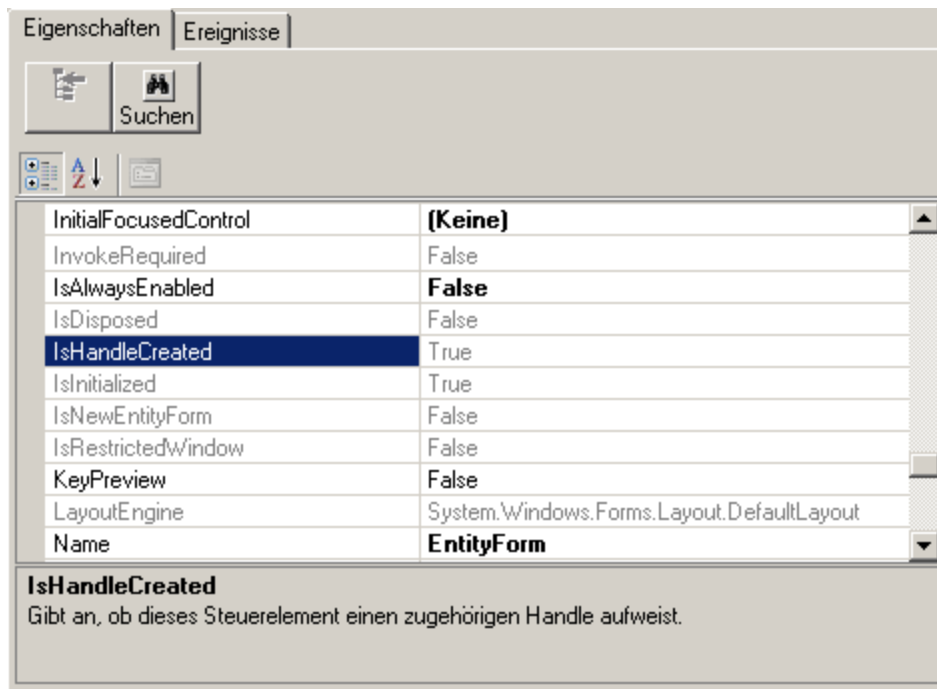 Eigenschaften Ereignisse
Suchen
A
Z
InitialFocusedControl (Keine)
InvokeRequired False
IsAlwaysEnabled False
IsDisposed False
IsHandleCreated True
IsInitialized True
IsNewEntityForm False
IsRestrictedWindow False
KeyPreview False
LayoutEngine System.Windows.Forms.Layout.DefaultLayout
Name EntityForm
IsHandleCreated
Gibt an, ob dieses Steuerelement einen zugehörigen Handle aufweist.